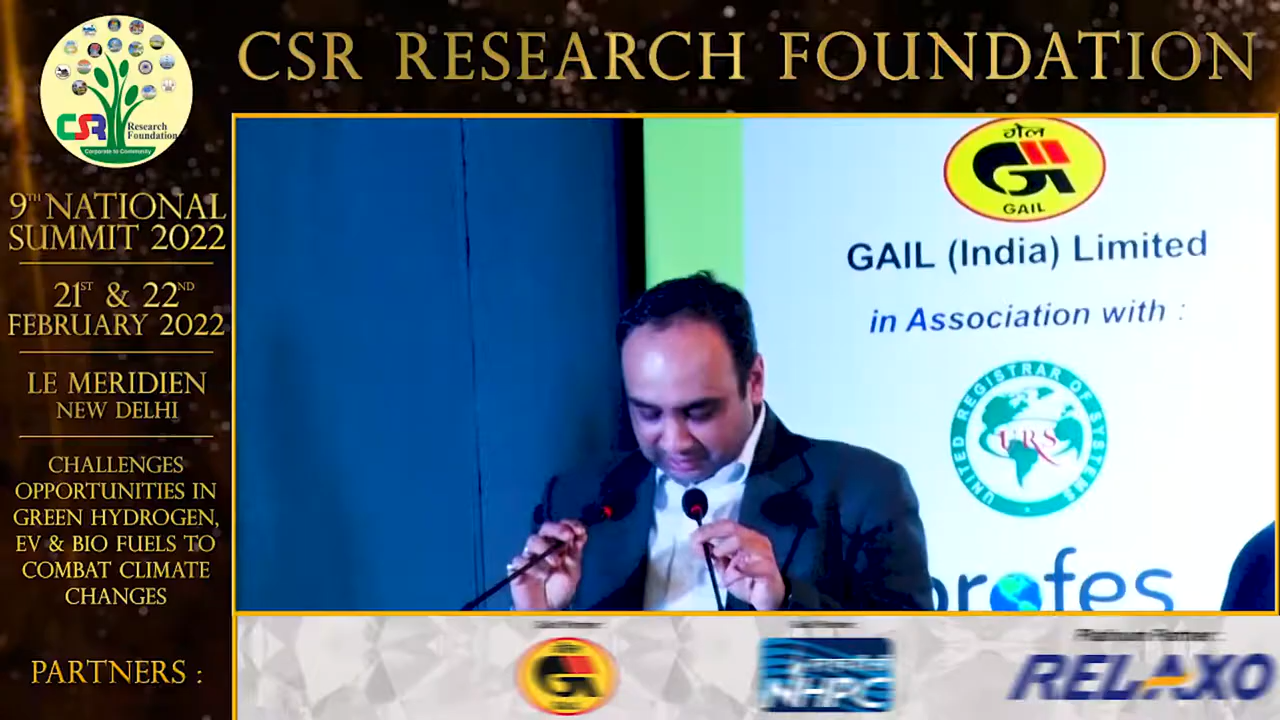 CSR RESEARCH FOUNDATION
CSR Research
Foundation
Corporate to Community
9TH NATIONAL
SUMMIT 2022
21ST & 22ND
FEBRUARY 2022
LE MERIDIEN
NEW DELHI
CHALLENGES
OPPORTUNITIES IN
GREEN HYDROGEN,
EV & BIO FUELS TO
COMBAT CLIMATE
CHANGES
PARTNERS :
गेल
GAIL
GAIL (India) Limited
in Association with :
UNITED REGISTRAR OF SYSTEMS
URS
profes
गेल
GAIL
NHPC
RELAXO